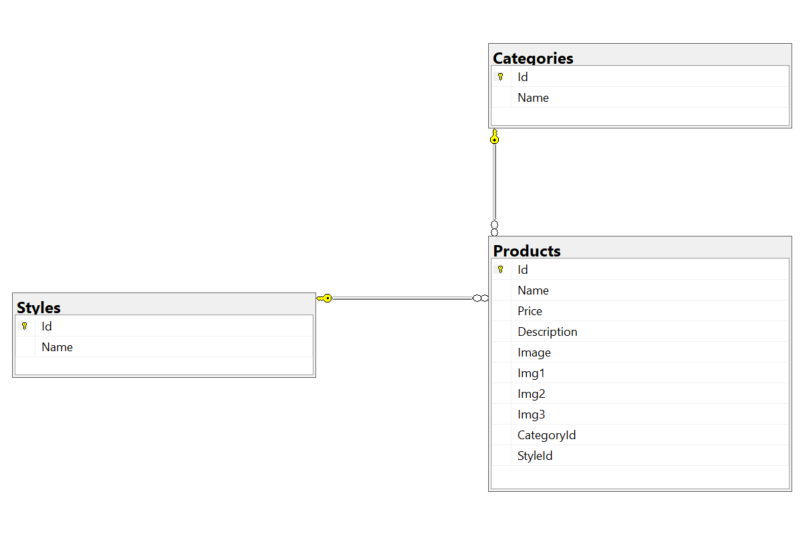 Categories
Id
Name
Products
Id
Name
Price
Description
Image
Img1
Img2
Img3
CategoryId
StyleId
Styles
Id
Name